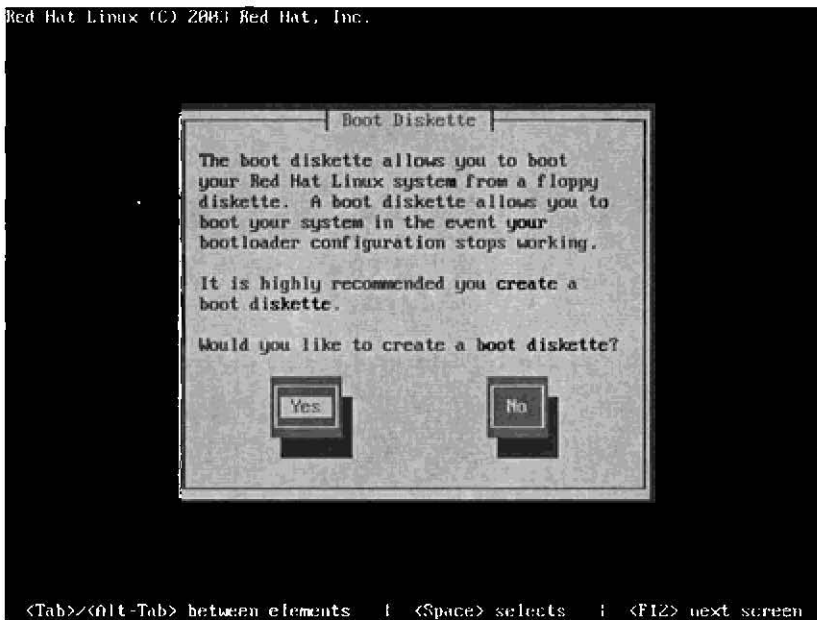 Red Hat Linux (C) 2003 Red Hat, Inc.
Boot Diskette
The boot diskette allows you to boot
your Red Hat Linux system from a floppy
diskette. A boot diskette allows you to
boot your system in the event your
bootloader configuration stops working.
It is highly recommended you create a
boot diskette.
Would you like to create a boot diskette?
Yes No
<Tab>/<Alt-Tab> between elements | <Space> selects | <F12> next screen